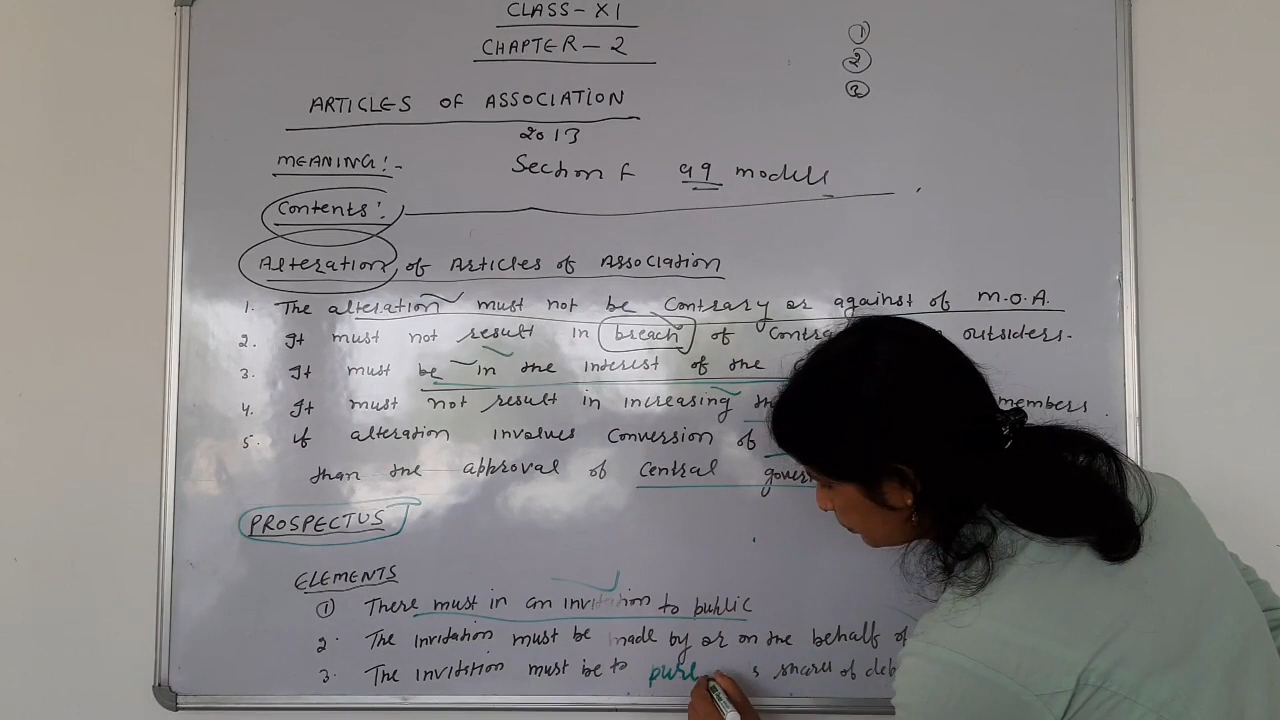 CLASS-XI
CHAPTER-2
①
②
③
ARTICLES OF ASSOCIATION
2013
MEANING:-
Section F 99 models
Contents:
Alteration of Articles of Association
1. The alteration must not be contrary or against of M.O.A.
2. It must not result in breach of outsiders.
3. It must be in the interest of the
4. It must not result in increasing members.
5. if alteration involves conversion of
than the approval of central
PROSPECTUS
ELEMENTS
① There must in an invitation to public
2. The invitation must be made by or on the behalf of
3. The invitation must be to shares of